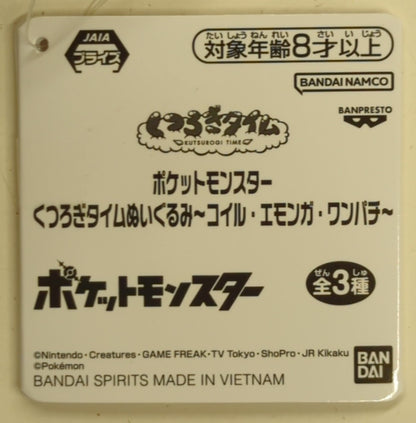 JAIA
プライズ
たいしょうねんれい さい いじょう
対象年齢8才以上
BANDAI NAMCO
BANPRESTO
くつろぎタイム
KUTSUROGI TIME
ポケットモンスター
くつろぎタイムぬいぐるみ～コイル・エモンガ・ワンパチ～
ポケットモンスター
ぜん しゅ
全3種
©Nintendo・Creatures・GAME FREAK・TV Tokyo・ShoPro・JR Kikaku
©Pokémon
BANDAI SPIRITS MADE IN VIETNAM
BAN
DAI